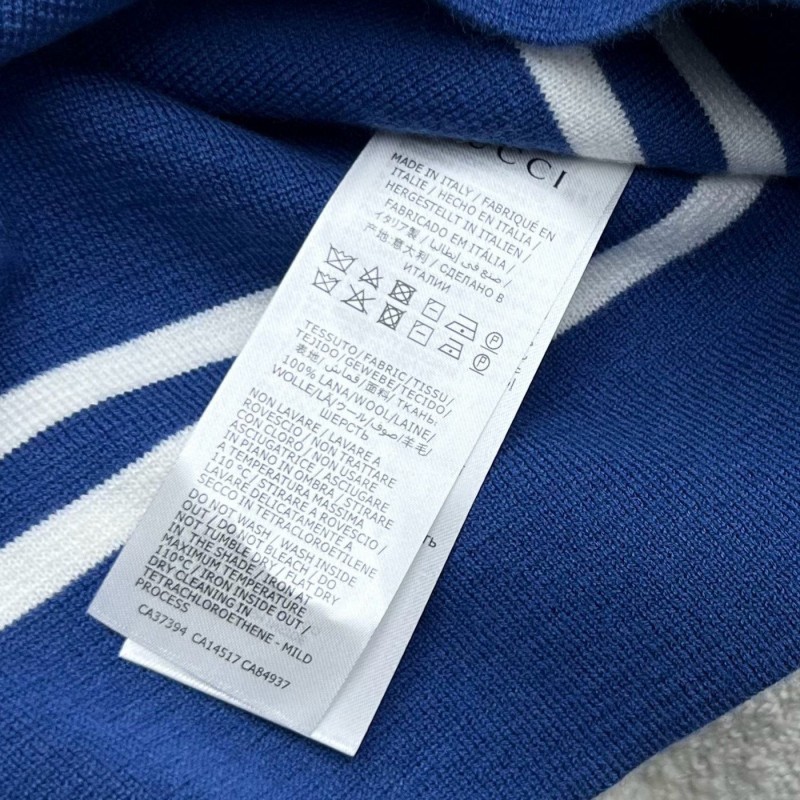 UCCI
MADE IN ITALY / FABRIQUÉ EN
ITALIE / HECHO EN ITALIA /
HERGESTELLT IN ITALIEN /
FABRICADO EM ITÁLIA /
イタリア製 / صنع في إيطاليا /
产地:意大利 / СДЕЛАНО В
ИТАЛИИ
TESSUTO / FABRIC / TISSU /
TEJIDO / GEWEBE / TECIDO /
表地 / قماش / 面料 / ТКАНЬ:
100% LANA / WOOL / LAINE /
WOLLE / LÃ / ウール / صوف / 羊毛 /
ШЕРСТЬ
NON LAVARE / LAVARE A
ROVESCIO / NON TRATTARE
CON CLORO / NON USARE
ASCIUGATRICE / ASCIUGARE
IN PIANO IN OMBRA / STIRARE
A TEMPERATURA MASSIMA
110°C / STIRARE A ROVESCIO /
LAVARE DELICATAMENTE A
SECCO IN TETRACLOROETILENE
DO NOT WASH / WASH INSIDE
OUT / DO NOT BLEACH / DO
NOT TUMBLE DRY / FLAT DRY
IN THE SHADE / IRON AT
MAXIMUM TEMPERATURE
110°C / IRON INSIDE OUT /
DRY CLEANING IN
TETRACHLOROETHENE - MILD
PROCESS
CA37394 CA14517 CA84937